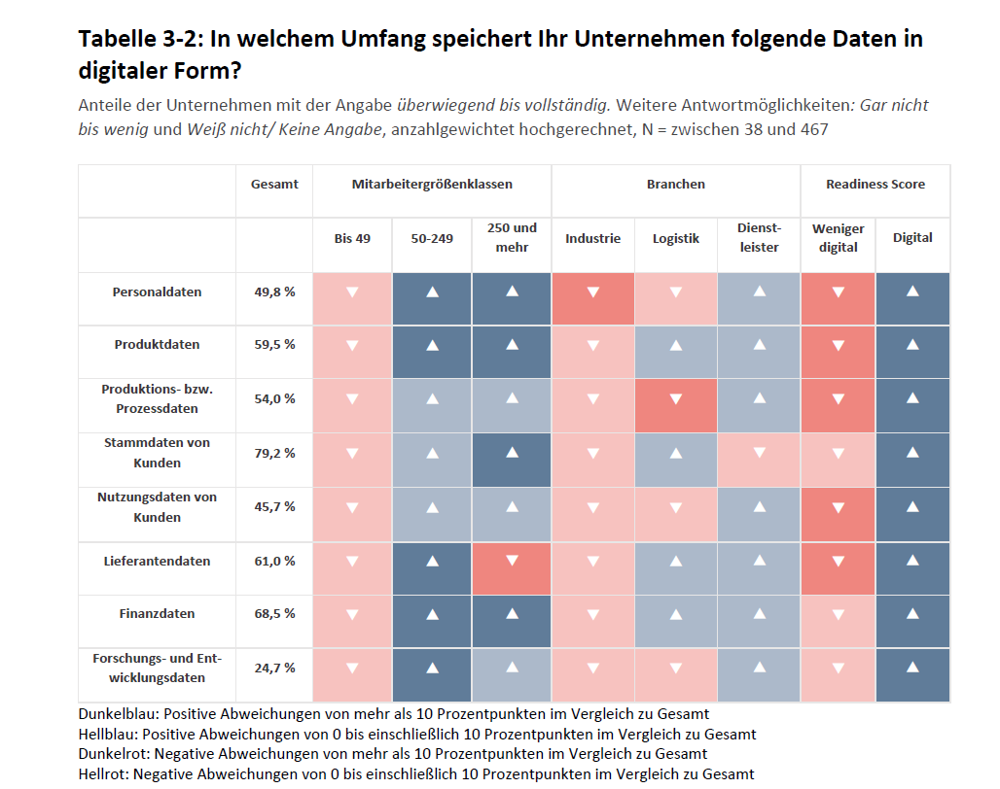 Tabelle 3-2: In welchem Umfang speichert Ihr Unternehmen folgende Daten in
digitaler Form?
Anteile der Unternehmen mit der Angabe überwiegend bis vollständig. Weitere Antwortmöglichkeiten: Gar nicht
bis wenig und Weiß nicht/ Keine Angabe, anzahlgewichtet hochgerechnet, N = zwischen 38 und 467
Gesamt Mitarbeitergrößenklassen Branchen Readiness Score
Bis 49 50-249 250 und
mehr Industrie Logistik Dienst-
leister Weniger
digital Digital
Personaldaten 49,8 % ▼ ▲ ▲ ▼ ▼ ▲ ▼ ▲
Produktdaten 59,5 % ▼ ▲ ▲ ▼ ▲ ▲ ▼ ▲
Produktions- bzw.
Prozessdaten 54,0 % ▼ ▲ ▲ ▼ ▼ ▲ ▼ ▲
Stammdaten von
Kunden 79,2 % ▼ ▲ ▲ ▼ ▲ ▼ ▼ ▲
Nutzungsdaten von
Kunden 45,7 % ▼ ▲ ▲ ▼ ▼ ▲ ▼ ▲
Lieferantendaten 61,0 % ▼ ▲ ▼ ▼ ▲ ▲ ▼ ▲
Finanzdaten 68,5 % ▼ ▲ ▲ ▼ ▲ ▲ ▼ ▲
Forschungs- und Ent-
wicklungsdaten 24,7 % ▼ ▲ ▲ ▼ ▼ ▲ ▼ ▲
Dunkelblau: Positive Abweichungen von mehr als 10 Prozentpunkten im Vergleich zu Gesamt
Hellblau: Positive Abweichungen von 0 bis einschließlich 10 Prozentpunkten im Vergleich zu Gesamt
Dunkelrot: Negative Abweichungen von mehr als 10 Prozentpunkten im Vergleich zu Gesamt
Hellrot: Negative Abweichungen von 0 bis einschließlich 10 Prozentpunkten im Vergleich zu Gesamt